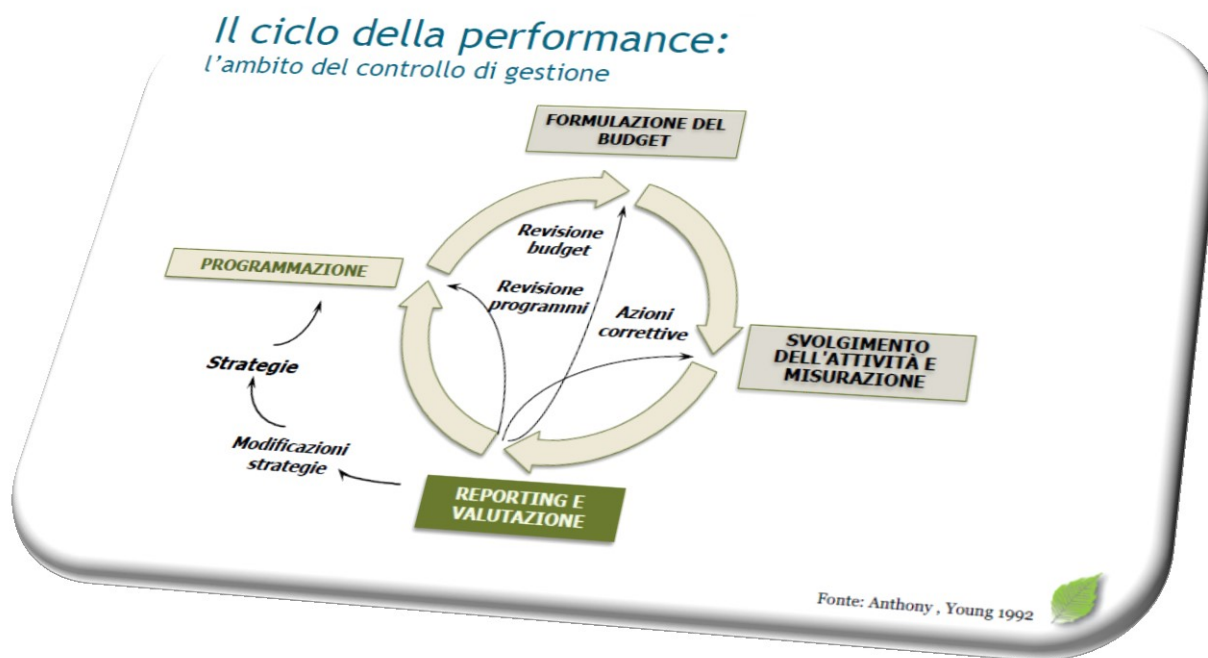 Il ciclo della performance:
l'ambito del controllo di gestione
FORMULAZIONE DEL
BUDGET
Revisione
budget
PROGRAMMAZIONE
Revisione
programmi
Azioni
correttive
SVOLGIMENTO
DELL'ATTIVITÀ E
MISURAZIONE
Strategie
Modificazioni
strategie
REPORTING E
VALUTAZIONE
Fonte: Anthony , Young 1992